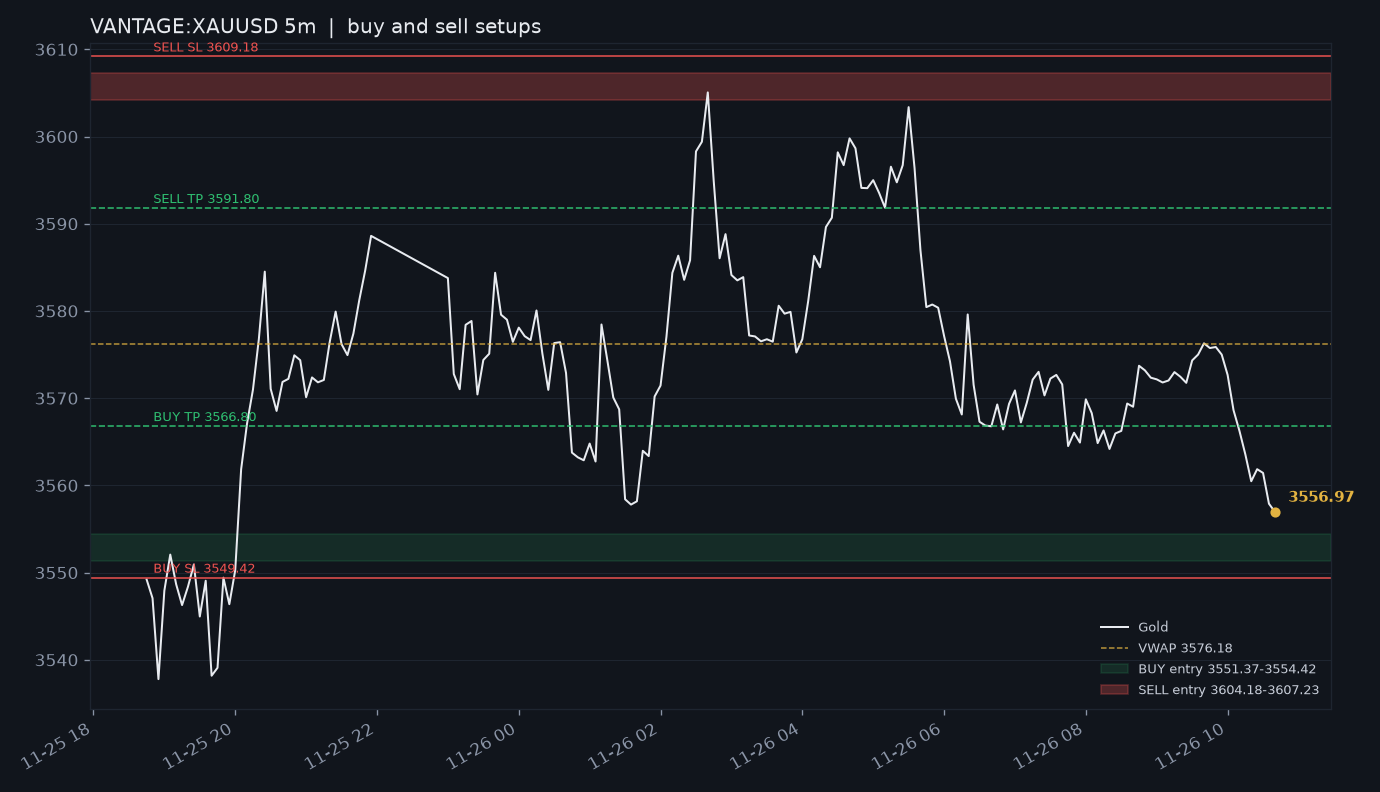 VANTAGE:XAUUSD 5m | buy and sell setups
3610
SELL SL 3609.18
3600
SELL TP 3591.80
3590
3580
3570
BUY TP 3566.80
3560
3556.97
3550
BUY SL 3549.42
3540
Gold
VWAP 3576.18
BUY entry 3551.37-3554.42
SELL entry 3604.18-3607.23
11-25 18
11-25 20
11-25 22
11-26 00
11-26 02
11-26 04
11-26 06
11-26 08
11-26 10